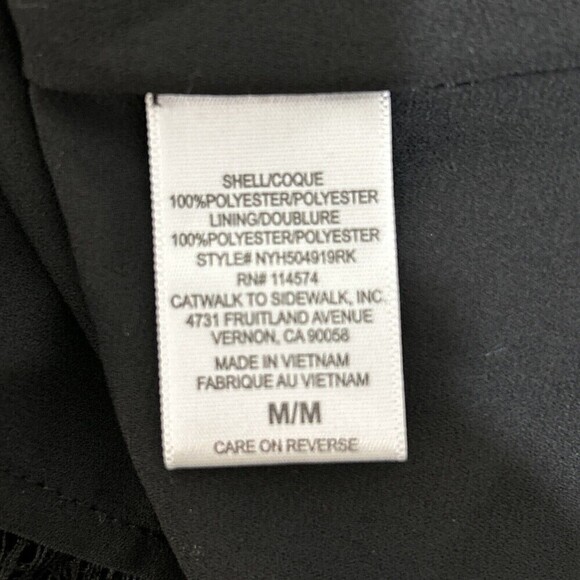 SHELL/COQUE
100%POLYESTER/POLYESTER
LINING/DOUBLURE
100%POLYESTER/POLYESTER
STYLE# NYH504919RK
RN# 114574
CATWALK TO SIDEWALK, INC.
4731 FRUITLAND AVENUE
VERNON, CA 90058
MADE IN VIETNAM
FABRIQUE AU VIETNAM
M/M
CARE ON REVERSE